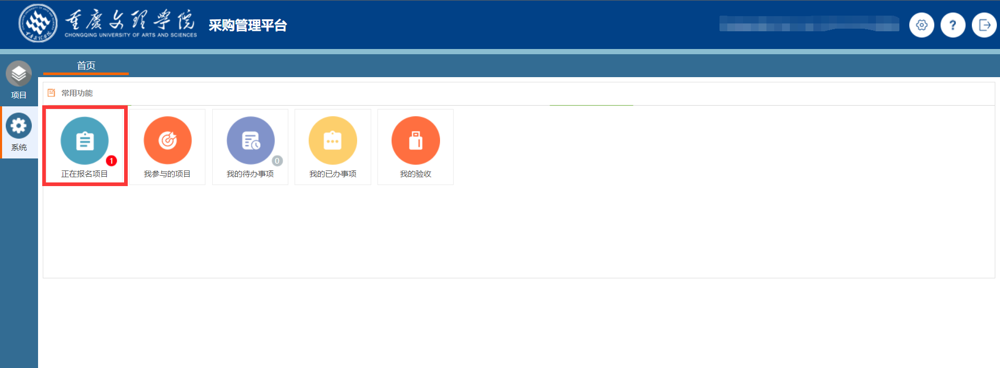 重慶文理學院
CHONGQING UNIVERSITY OF ARTS AND SCIENCES
采购管理平台
?
首页
项目
系统
常用功能
1
正在报名项目
我参与的项目
0
我的待办事项
我的已办事项
我的验收